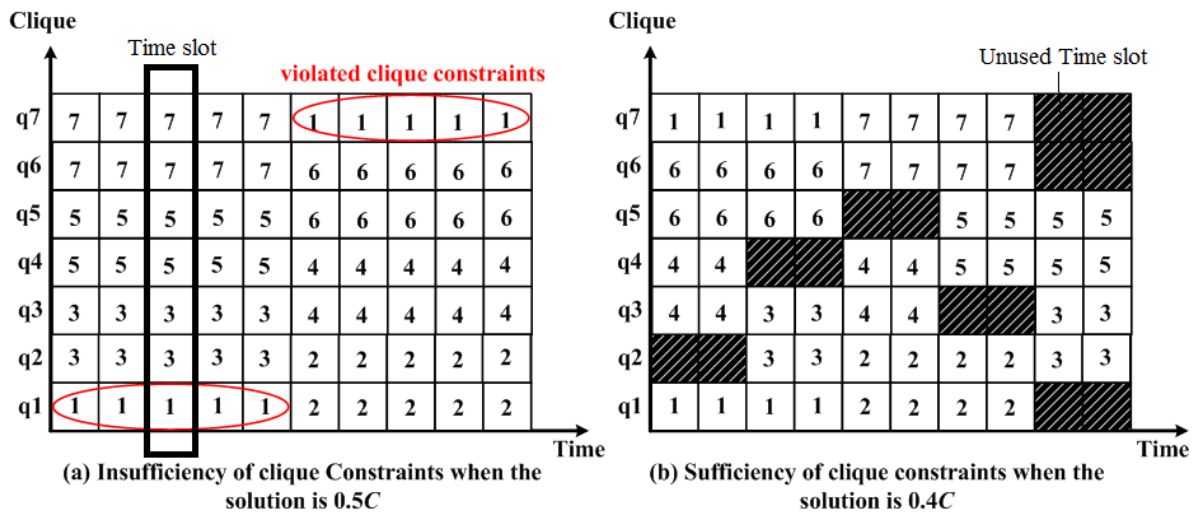 Clique
Time slot
violated clique constraints
q7 7 7 7 7 7 1 1 1 1 1
q6 7 7 7 7 7 6 6 6 6 6
q5 5 5 5 5 5 6 6 6 6 6
q4 5 5 5 5 5 4 4 4 4 4
q3 3 3 3 3 3 4 4 4 4 4
q2 3 3 3 3 3 2 2 2 2 2
q1 1 1 1 1 1 2 2 2 2 2
Time
(a) Insufficiency of clique Constraints when the
solution is 0.5C
Clique
Unused Time slot
q7 1 1 1 1 7 7 7 7
q6 6 6 6 6 7 7 7 7
q5 6 6 6 6 5 5 5 5
q4 4 4 4 4 5 5 5 5
q3 4 4 3 3 4 4 3 3
q2 3 3 2 2 2 2 3 3
q1 1 1 1 1 2 2 2 2
Time
(b) Sufficiency of clique constraints when the
solution is 0.4C